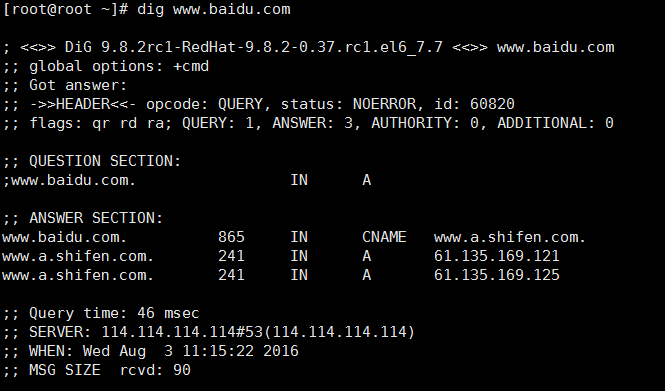 [root@root ~]# dig www.baidu.com
; <<>> DiG 9.8.2rc1-RedHat-9.8.2-0.37.rc1.el6_7.7 <<>> www.baidu.com
;; global options: +cmd
;; Got answer:
;; ->>HEADER<<- opcode: QUERY, status: NOERROR, id: 60820
;; flags: qr rd ra; QUERY: 1, ANSWER: 3, AUTHORITY: 0, ADDITIONAL: 0
;; QUESTION SECTION:
;www.baidu.com. IN A
;; ANSWER SECTION:
www.baidu.com. 865 IN CNAME www.a.shifen.com.
www.a.shifen.com. 241 IN A 61.135.169.121
www.a.shifen.com. 241 IN A 61.135.169.125
;; Query time: 46 msec
;; SERVER: 114.114.114.114#53(114.114.114.114)
;; WHEN: Wed Aug  3 11:15:22 2016
;; MSG SIZE  rcvd: 90